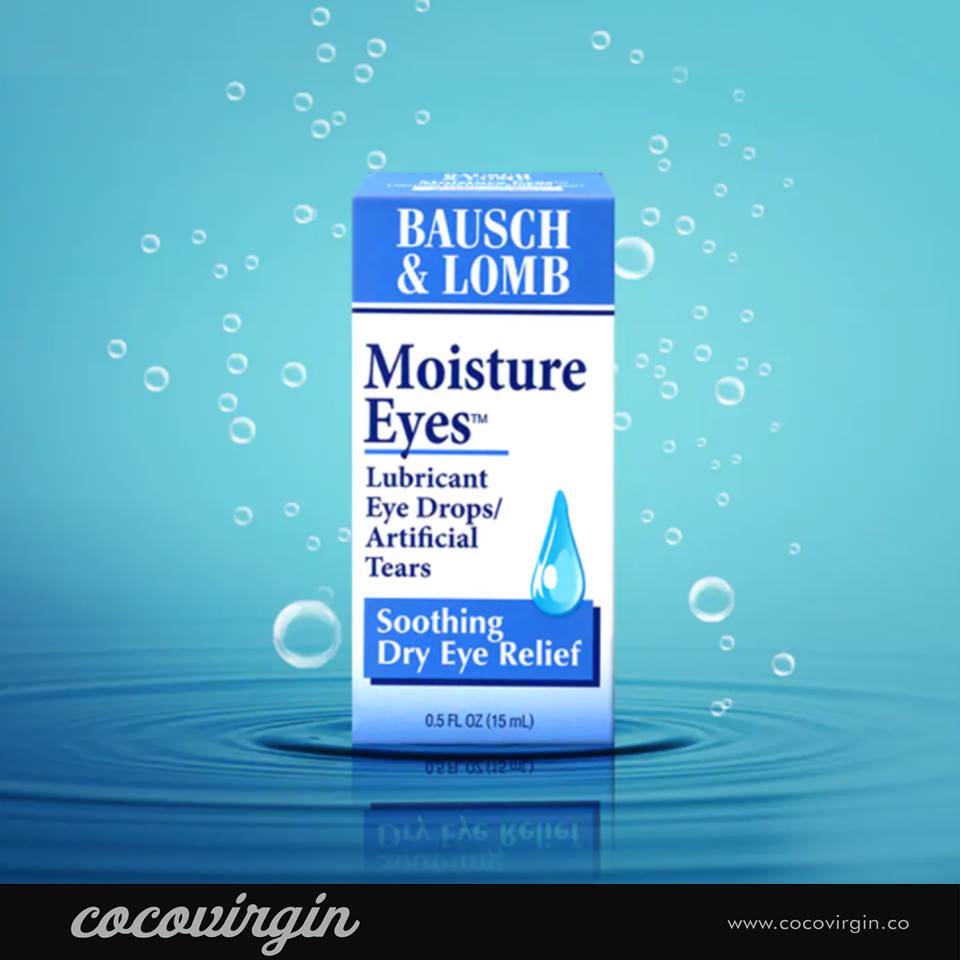 BAUSCH
& LOMB
Moisture
Eyes™
Lubricant
Eye Drops/
Artificial
Tears
Soothing
Dry Eye Relief
0.5 FL OZ (15 mL)
cocovirgin
www.cocovirgin.co